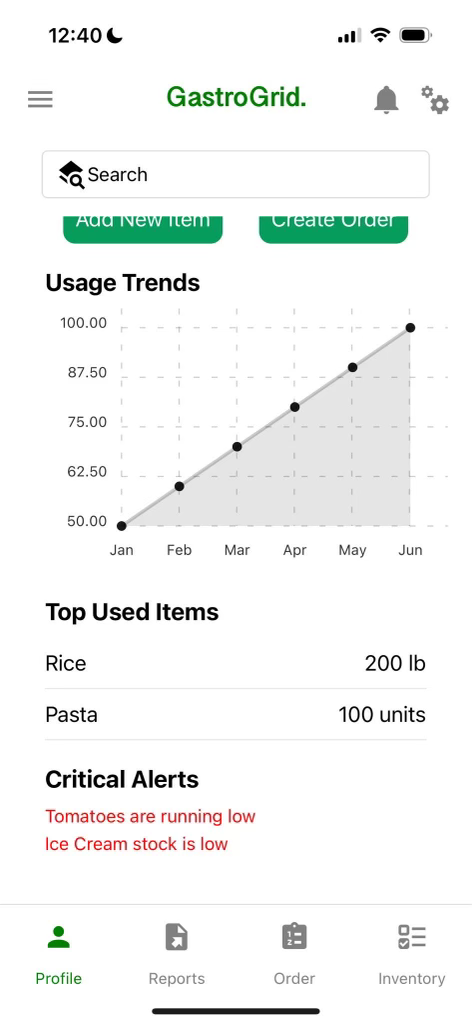 12:40
GastroGrid.
Search
Add New Item Create Order
Usage Trends
100.00
87.50
75.00
62.50
50.00
Jan Feb Mar Apr May Jun
Top Used Items
Rice 200 lb
Pasta 100 units
Critical Alerts
Tomatoes are running low
Ice Cream stock is low
Profile Reports Order Inventory